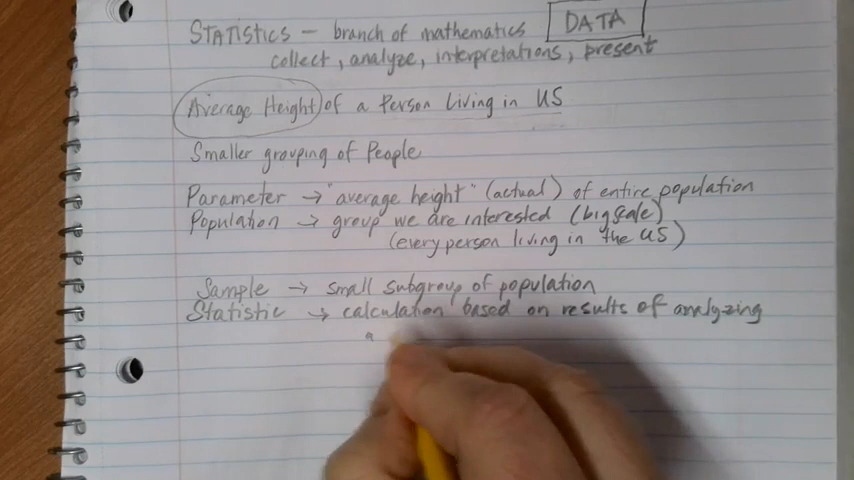 STATISTICS – branch of mathematics DATA
collect, analyze, interpretations, present
Average Height of a Person Living in US
Smaller grouping of People
Parameter → "average height" (actual) of entire population
Population → group we are interested (big scale)
(every person living in the US)
Sample → small subgroup of population
Statistic → calculation based on results of analyzing
a